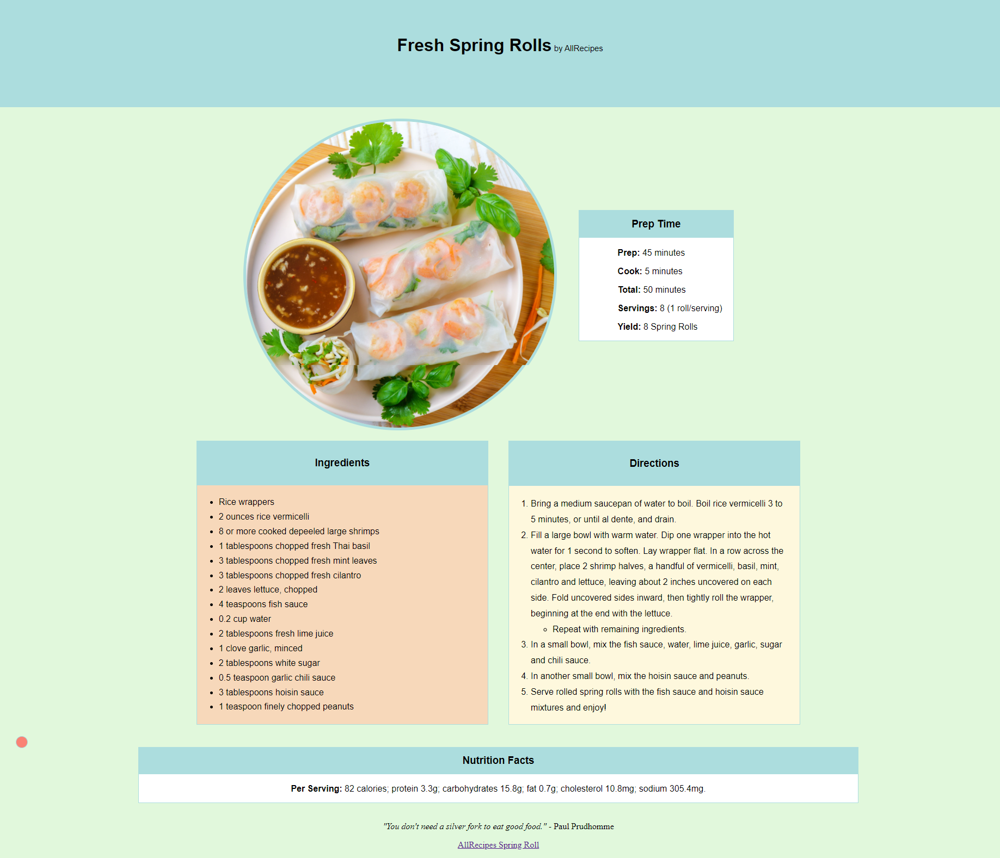 Fresh Spring Rolls by AllRecipes
Prep Time
Prep: 45 minutes
Cook: 5 minutes
Total: 50 minutes
Servings: 8 (1 roll/serving)
Yield: 8 Spring Rolls
Ingredients
• Rice wrappers
• 2 ounces rice vermicelli
• 8 or more cooked depeeled large shrimps
• 1 tablespoons chopped fresh Thai basil
• 3 tablespoons chopped fresh mint leaves
• 3 tablespoons chopped fresh cilantro
• 2 leaves lettuce, chopped
• 4 teaspoons fish sauce
• 0.2 cup water
• 2 tablespoons fresh lime juice
• 1 clove garlic, minced
• 2 tablespoons white sugar
• 0.5 teaspoon garlic chili sauce
• 3 tablespoons hoisin sauce
• 1 teaspoon finely chopped peanuts
Directions
1. Bring a medium saucepan of water to boil. Boil rice vermicelli 3 to
5 minutes, or until al dente, and drain.
2. Fill a large bowl with warm water. Dip one wrapper into the hot
water for 1 second to soften. Lay wrapper flat. In a row across the
center, place 2 shrimp halves, a handful of vermicelli, basil, mint,
cilantro and lettuce, leaving about 2 inches uncovered on each
side. Fold uncovered sides inward, then tightly roll the wrapper,
beginning at the end with the lettuce.
◦ Repeat with remaining ingredients.
3. In a small bowl, mix the fish sauce, water, lime juice, garlic, sugar
and chili sauce.
4. In another small bowl, mix the hoisin sauce and peanuts.
5. Serve rolled spring rolls with the fish sauce and hoisin sauce
mixtures and enjoy!
Nutrition Facts
Per Serving: 82 calories; protein 3.3g; carbohydrates 15.8g; fat 0.7g; cholesterol 10.8mg; sodium 305.4mg.
"You don't need a silver fork to eat good food." - Paul Prudhomme
AllRecipes Spring Roll